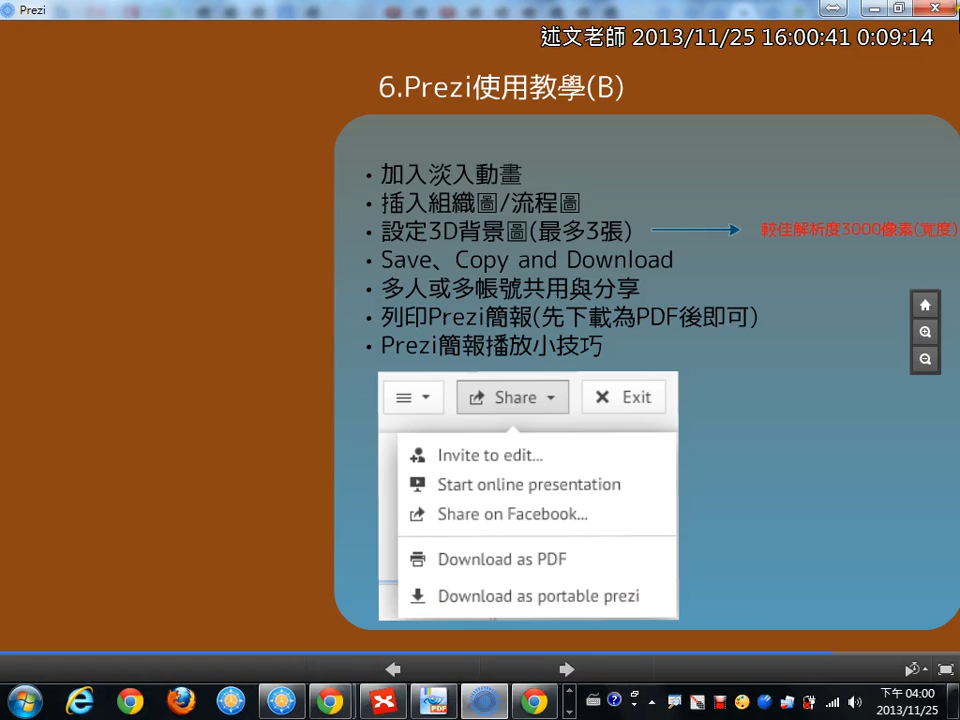 Prezi
述文老師 2013/11/25 16:00:41 0:09:14
6.Prezi使用教學(B)
• 加入淡入動畫
• 插入組織圖/流程圖
• 設定3D背景圖(最多3張)
較佳解析度3000像素(寬度)
• Save、Copy and Download
• 多人或多帳號共用與分享
• 列印Prezi簡報(先下載為PDF後即可)
• Prezi簡報播放小技巧
Share
Exit
Invite to edit...
Start online presentation
Share on Facebook...
Download as PDF
Download as portable prezi
PDF
下午 04:00
2013/11/25